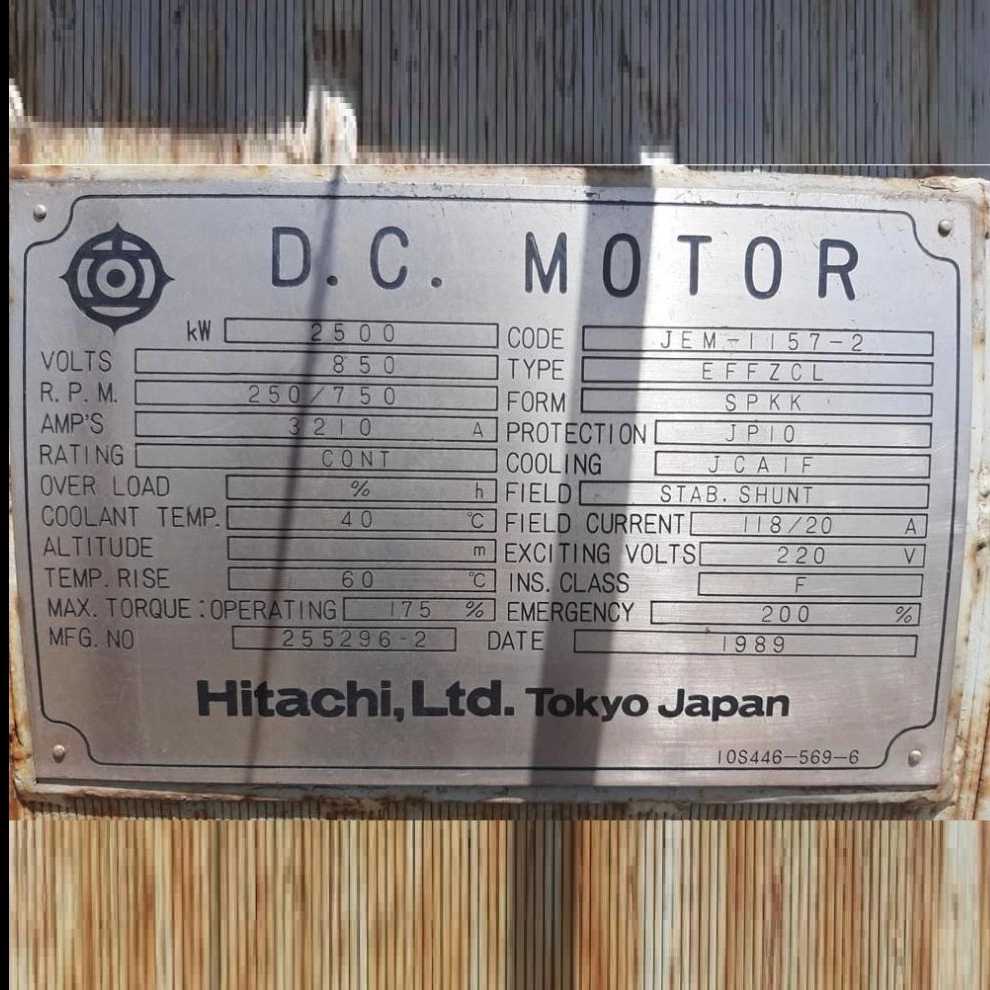 D.C. MOTOR
kW 2500 CODE JEM-1157-2
VOLTS 850 TYPE EFFZCL
R.P.M. 250/750 FORM SPKK
AMP'S 3210 A PROTECTION JP10
RATING CONT COOLING JCA1F
OVER LOAD % h FIELD STAB. SHUNT
COOLANT TEMP. 40 °C FIELD CURRENT 118/20 A
ALTITUDE m EXCITING VOLTS 220 V
TEMP. RISE 60 °C INS. CLASS F
MAX. TORQUE: OPERATING 175 % EMERGENCY 200 %
MFG. NO 255296-2 DATE 1989
Hitachi, Ltd. Tokyo Japan
10S446-569-6